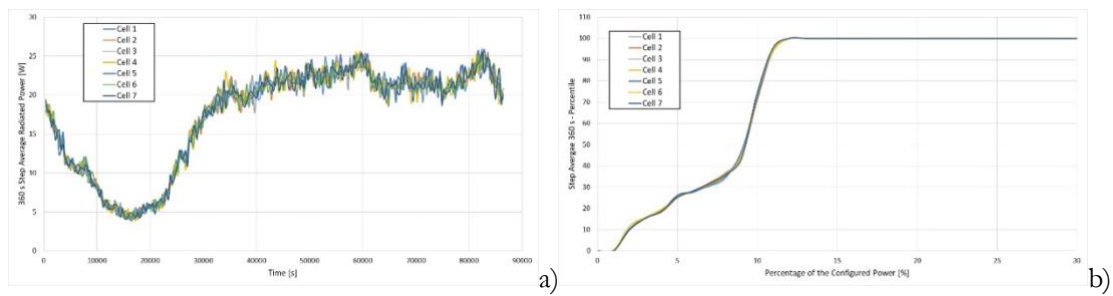 30
25
20
15
10
5
0
360 s Step Average Radiated Power [W]
Cell 1
Cell 2
Cell 3
Cell 4
Cell 5
Cell 6
Cell 7
0 10000 20000 30000 40000 50000 60000 70000 80000 90000
Time [s]
a)
110
100
90
80
70
60
50
40
30
20
10
0
Step Avergae 360 s - Percentile
Cell 1
Cell 2
Cell 3
Cell 4
Cell 5
Cell 6
Cell 7
0 5 10 15 20 25 30
Percentage of the Configured Power [%]
b)